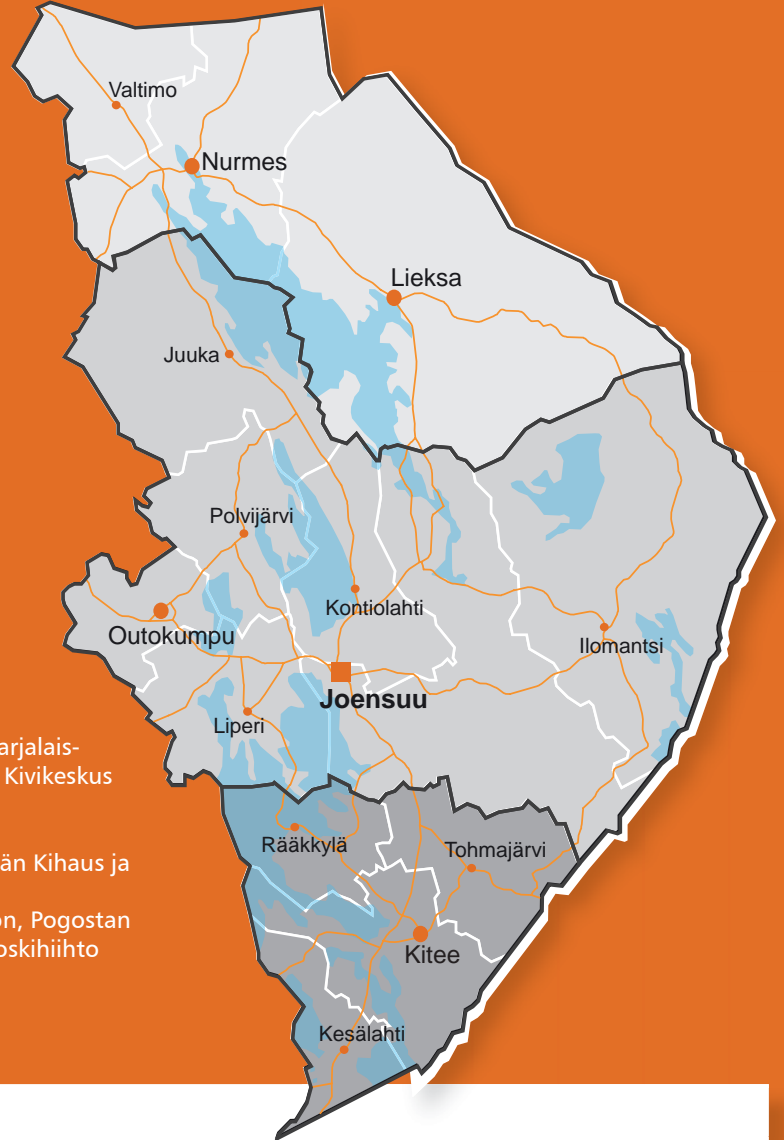 Valtimo
Nurmes
Lieksa
Juuka
Polvijärvi
Kontiolahti
Outokumpu
Ilomantsi
Joensuu
Liperi
arjalais-
Kivikeskus
Rääkkylä
Tohmajärvi
än Kihaus ja
n, Pogostan
oskihiihto
Kitee
Kesälahti